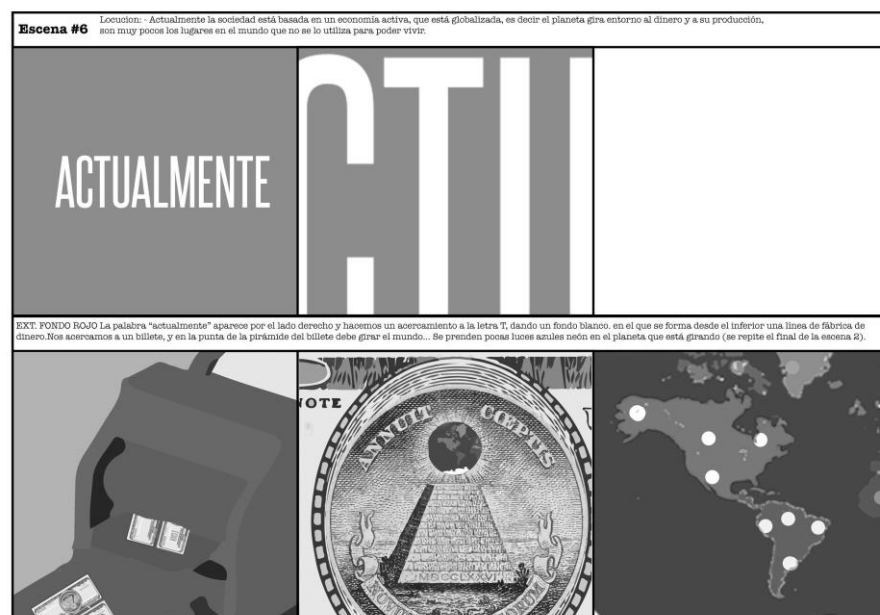 Escena #6
Locucion: - Actualmente la sociedad está basada en un economía activa, que está globalizada, es decir el planeta gira entorno al dinero y a su producción,
son muy pocos los lugares en el mundo que no se lo utiliza para poder vivir.
ACTUALMENTE
CTU
EXT. FONDO ROJO La palabra "actualmente" aparece por el lado derecho y hacemos un acercamiento a la letra T, dando un fondo blanco. en el que se forma desde el inferior una linea de fábrica de
dinero.Nos acercamos a un billete, y en la punta de la pirámide del billete debe girar el mundo... Se prenden pocas luces azules neón en el planeta que está girando (se repite el final de la escena 2).
NOTE
ANNUIT CŒPTUS
MDCCLXXVI